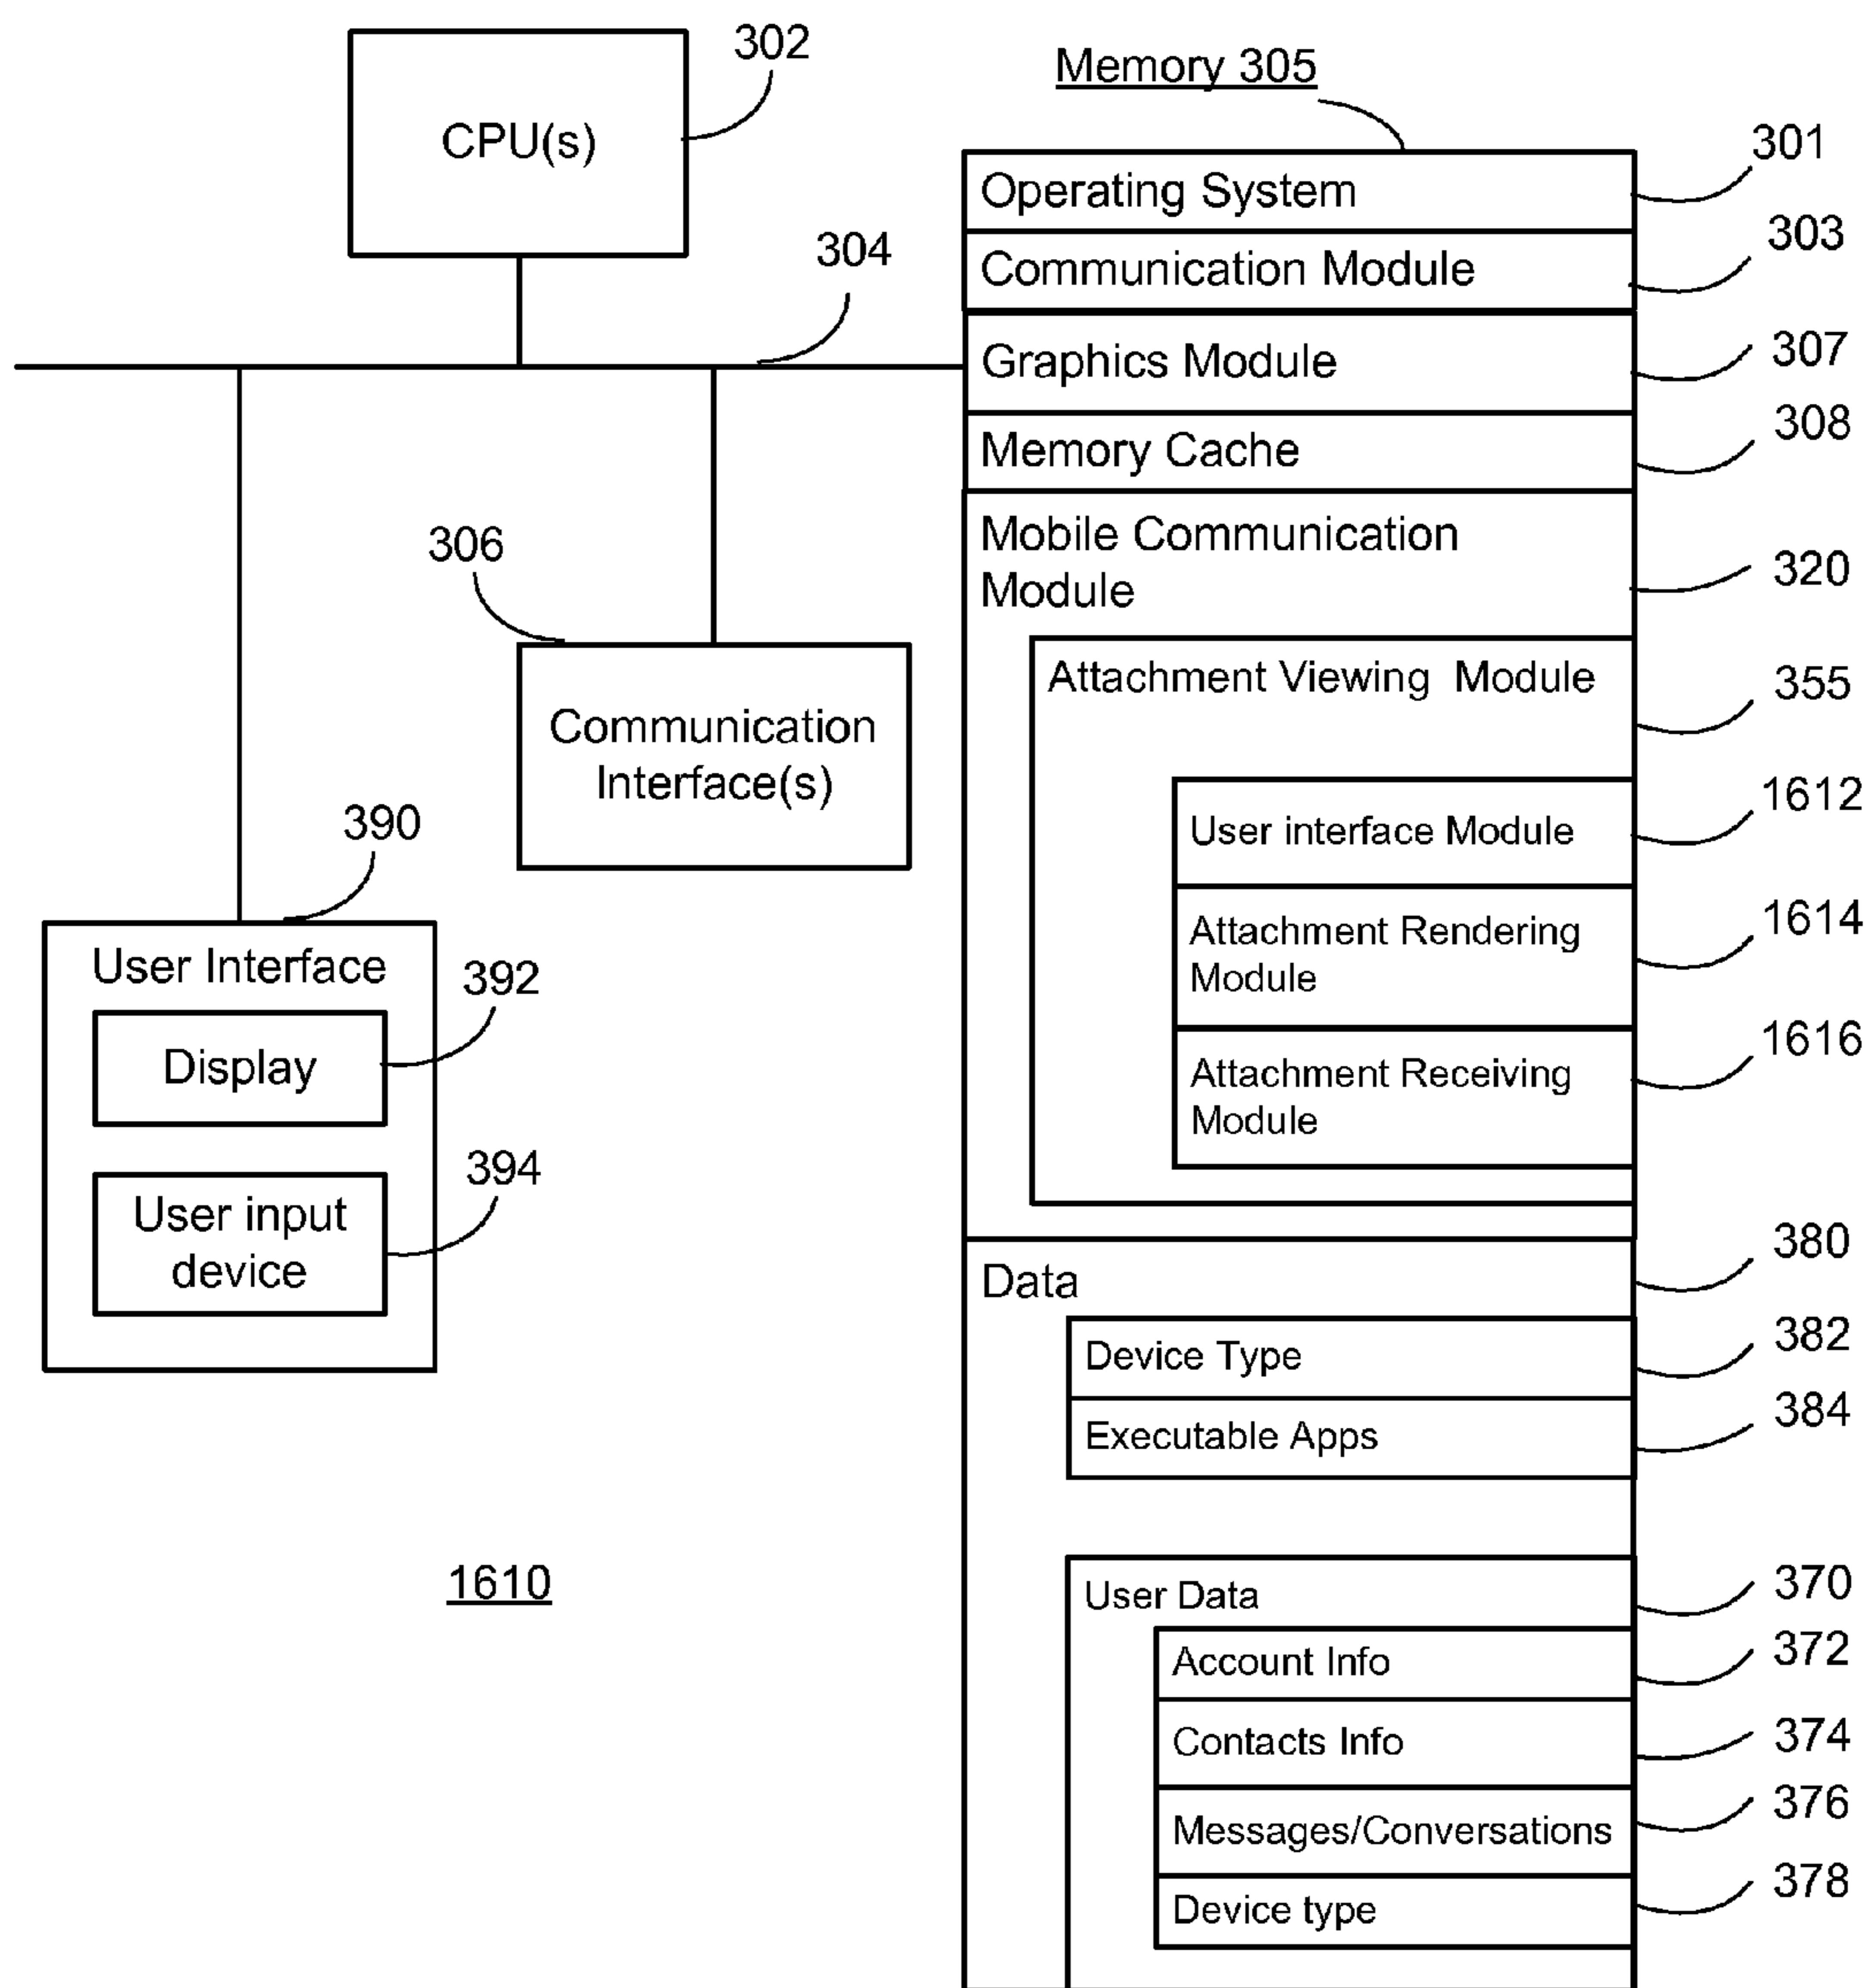 302
CPU(s)
Memory 305
301
Operating System
303
Communication Module
304
Graphics Module
307
308
Memory Cache
Mobile Communication
Module
320
306
Attachment Viewing Module
355
Communication
Interface(s)
1612
User interface Module
390
1614
Attachment Rendering
Module
User Interface
392
Display
1616
Attachment Receiving
Module
394
User input
device
380
Data
382
Device Type
384
Executable Apps
1610
370
User Data
372
Account Info
374
Contacts Info
376
Messages/Conversations
378
Device type